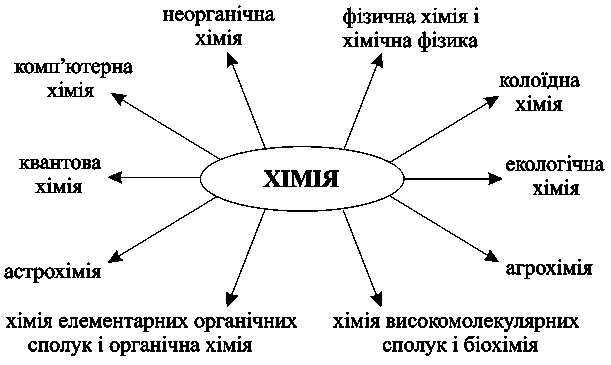 неорганічна
хімія
фізична хімія і
хімічна фізика
комп’ютерна
хімія
колоїдна
хімія
квантова
хімія
ХІМІЯ
екологічна
хімія
астрохімія
агрохімія
хімія елементарних органічних
сполук і органічна хімія
хімія високомолекулярних
сполук і біохімія